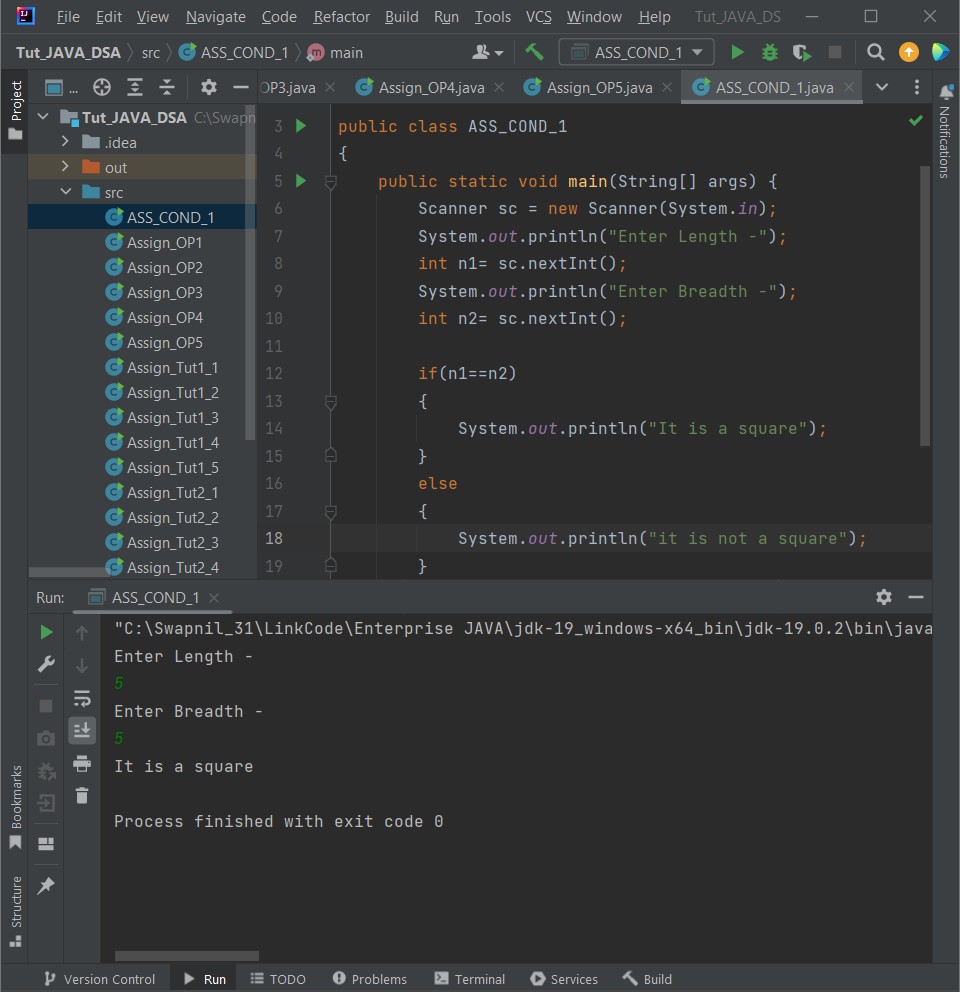 File Edit View Navigate Code Refactor Build Run Tools VCS Window Help Tut_JAVA_DS
Tut_JAVA_DSA src ASS_COND_1 main ASS_COND_1
Project
... OP3.java Assign_OP4.java Assign_OP5.java ASS_COND_1.java
Notifications
Tut_JAVA_DSA C:\Swapn
.idea
out
src
ASS_COND_1
Assign_OP1
Assign_OP2
Assign_OP3
Assign_OP4
Assign_OP5
Assign_Tut1_1
Assign_Tut1_2
Assign_Tut1_3
Assign_Tut1_4
Assign_Tut1_5
Assign_Tut2_1
Assign_Tut2_2
Assign_Tut2_3
Assign_Tut2_4
3 public class ASS_COND_1
4 {
5 public static void main(String[] args) {
6 Scanner sc = new Scanner(System.in);
7 System.out.println("Enter Length -");
8 int n1= sc.nextInt();
9 System.out.println("Enter Breadth -");
10 int n2= sc.nextInt();
11
12 if(n1==n2)
13 {
14 System.out.println("It is a square");
15 }
16 else
17 {
18 System.out.println("it is not a square");
19 }
Run: ASS_COND_1
"C:\Swapnil_31\LinkCode\Enterprise JAVA\jdk-19_windows-x64_bin\jdk-19.0.2\bin\java
Enter Length -
5
Enter Breadth -
5
It is a square
Process finished with exit code 0
Bookmarks
Structure
Version Control Run TODO Problems Terminal Services Build